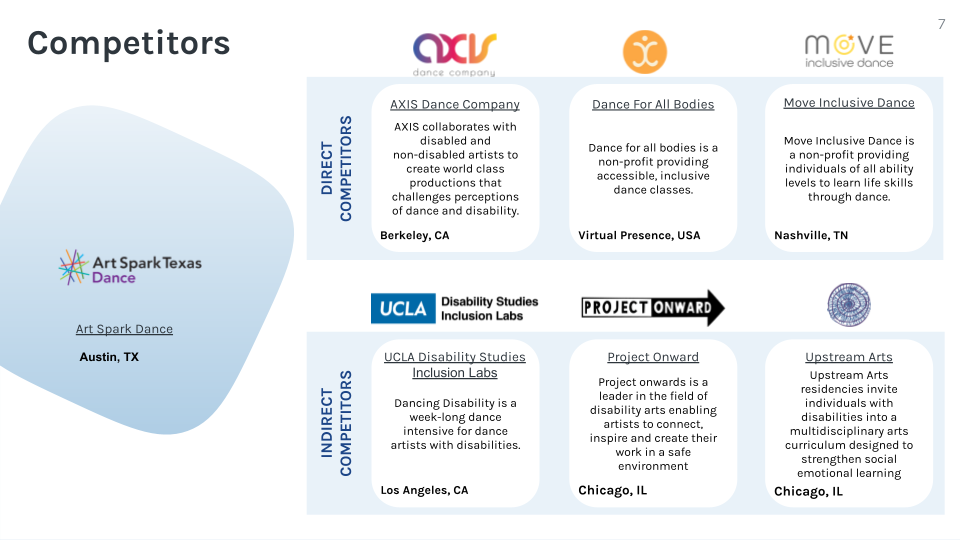 7
Competitors
axis
dance company
MOVE
inclusive dance
DIRECT
COMPETITORS
AXIS Dance Company
AXIS collaborates with
disabled and
non-disabled artists to
create world class
productions that
challenges perceptions
of dance and disability.
Berkeley, CA
Dance For All Bodies
Dance for all bodies is a
non-profit providing
accessible, inclusive
dance classes.
Virtual Presence, USA
Move Inclusive Dance
Move Inclusive Dance is
a non-profit providing
individuals of all ability
levels to learn life skills
through dance.
Nashville, TN
Art Spark Texas
Dance
Art Spark Dance
Austin, TX
UCLA Disability Studies
Inclusion Labs
PROJECT ONWARD
INDIRECT
COMPETITORS
UCLA Disability Studies
Inclusion Labs
Dancing Disability is a
week-long dance
intensive for dance
artists with disabilities.
Los Angeles, CA
Project Onward
Project onwards is a
leader in the field of
disability arts enabling
artists to connect,
inspire and create their
work in a safe
environment
Chicago, IL
Upstream Arts
Upstream Arts
residencies invite
individuals with
disabilities into a
multidisciplinary arts
curriculum designed to
strengthen social
emotional learning
Chicago, IL